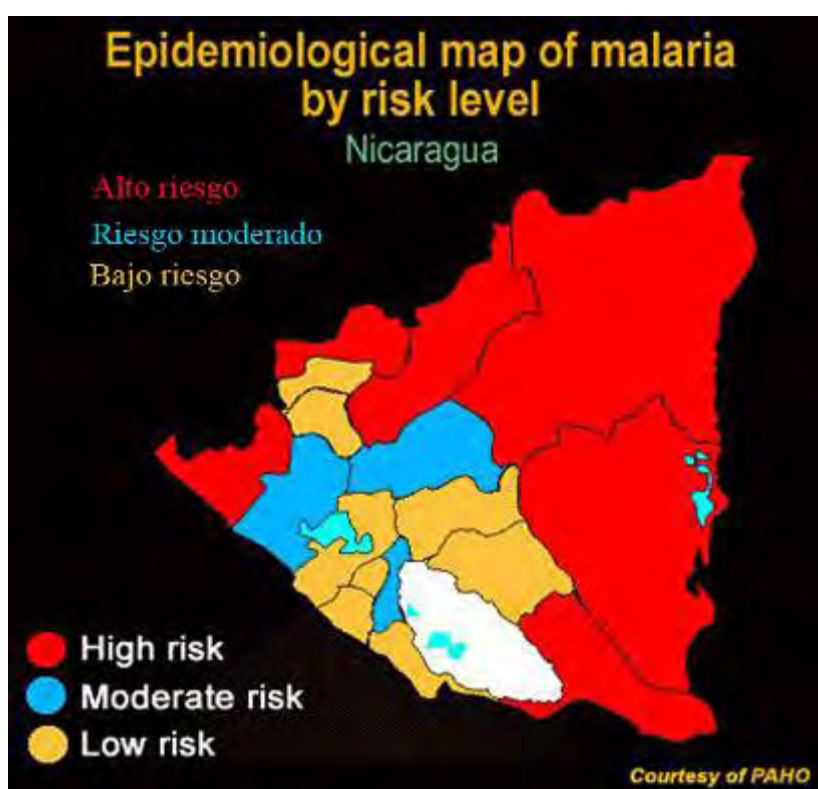 Epidemiological map of malaria
by risk level
Nicaragua
Alto riesgo
Riesgo moderado
Bajo riesgo
High risk
Moderate risk
Low risk
Courtesy of PAHO